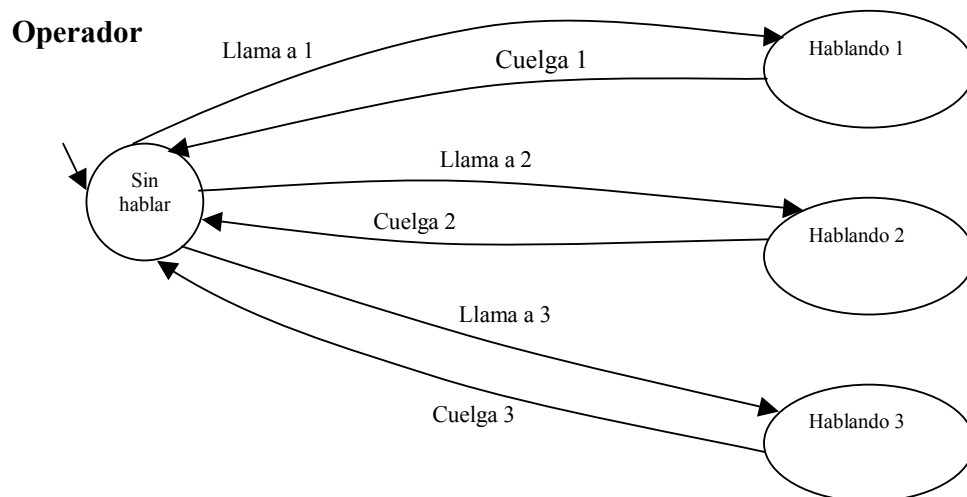 Operador
Llama a 1
Cuelga 1
Hablando 1
Sin
hablar
Llama a 2
Cuelga 2
Hablando 2
Llama a 3
Cuelga 3
Hablando 3